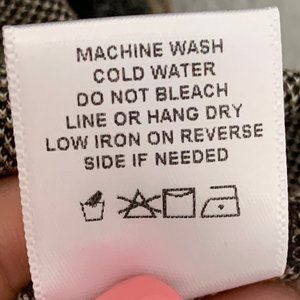 MACHINE WASH
COLD WATER
DO NOT BLEACH
LINE OR HANG DRY
LOW IRON ON REVERSE
SIDE IF NEEDED